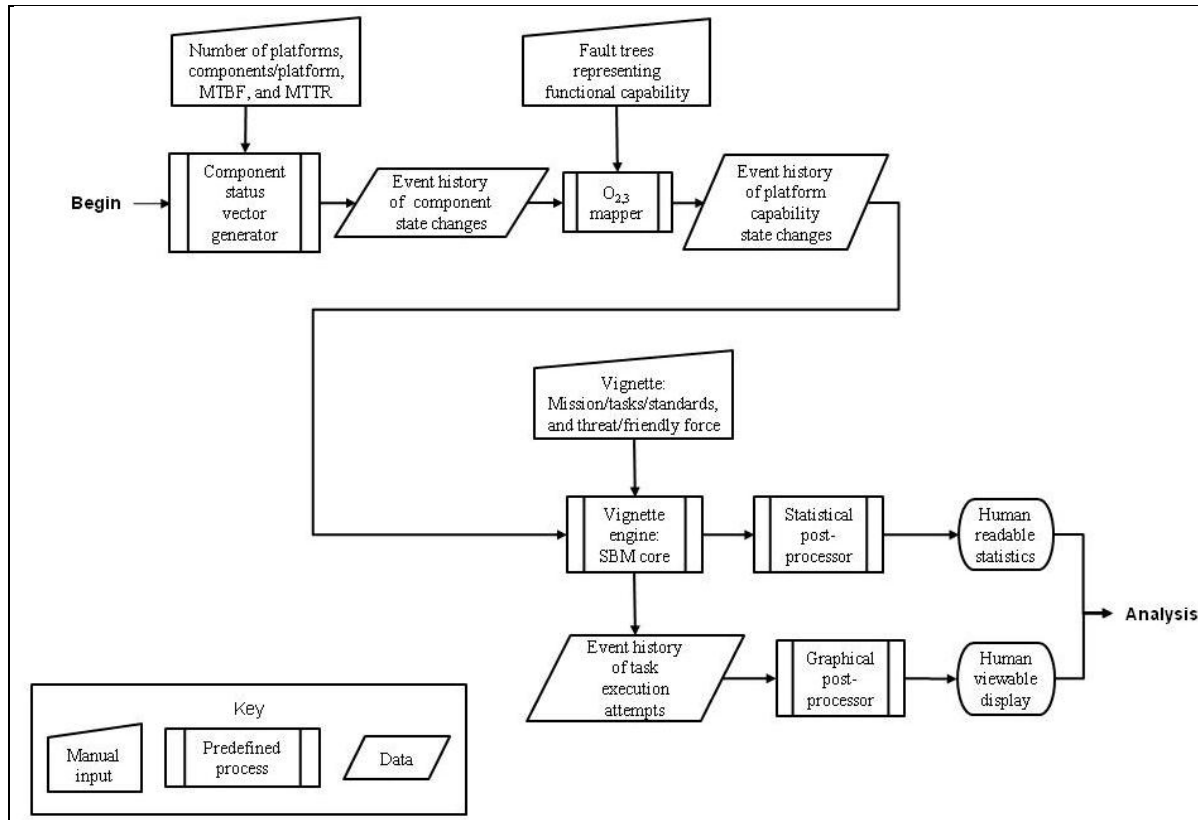 Number of platforms,
components/platform,
MTBF, and MTTR
Fault trees
representing
functional capability
Begin
Component
status
vector
generator
Event history
of component
state changes
O2,3
mapper
Event history
of platform
capability
state changes
Vignette:
Mission/tasks/standards,
and threat/friendly force
Vignette
engine:
SBM core
Statistical
post-
processor
Human
readable
statistics
Analysis
Event history
of task
execution
attempts
Graphical
post-
processor
Human
viewable
display
Key
Manual
input
Predefined
process
Data